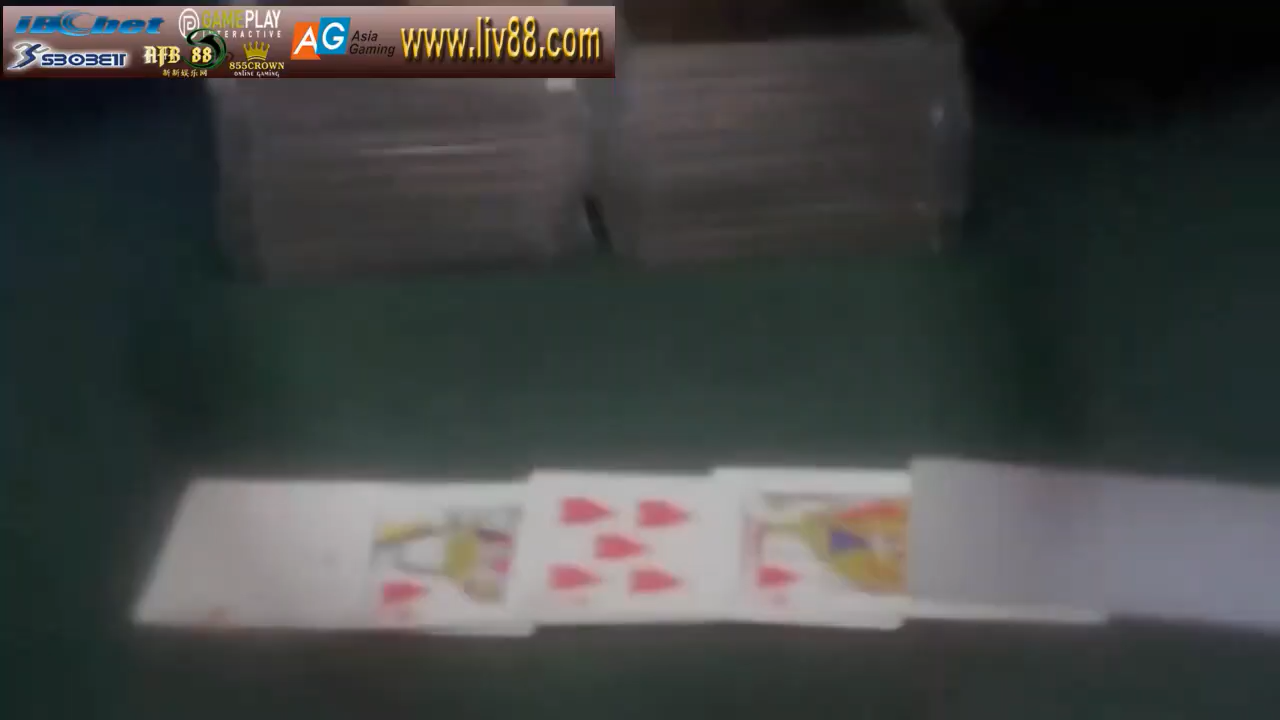 IBCbet
GAMEPLAY
INTERACTIVE
SBOBET
AFB 88
新新娱乐网
855CROWN
ONLINE GAMING
AG Asia
Gaming
www.liv88.com